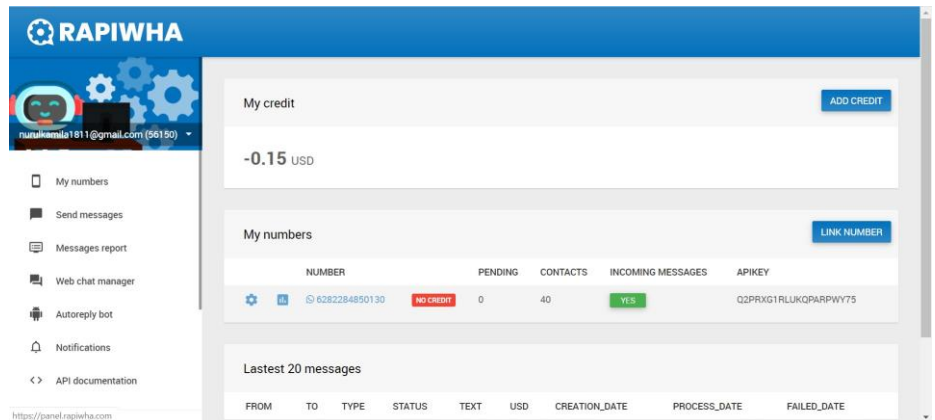 RAPIWHA
nurulkamila1811@gmail.com (56150)
My numbers
Send messages
Messages report
Web chat manager
Autoreply bot
Notifications
API documentation
https://panel.rapiwha.com
My credit
ADD CREDIT
-0.15 USD
My numbers
LINK NUMBER
NUMBER PENDING CONTACTS INCOMING MESSAGES APIKEY
6282284850130 NO CREDIT 0 40 YES Q2PRXG1RLUKQPARPWY75
Lastest 20 messages
FROM TO TYPE STATUS TEXT USD CREATION_DATE PROCESS_DATE FAILED_DATE